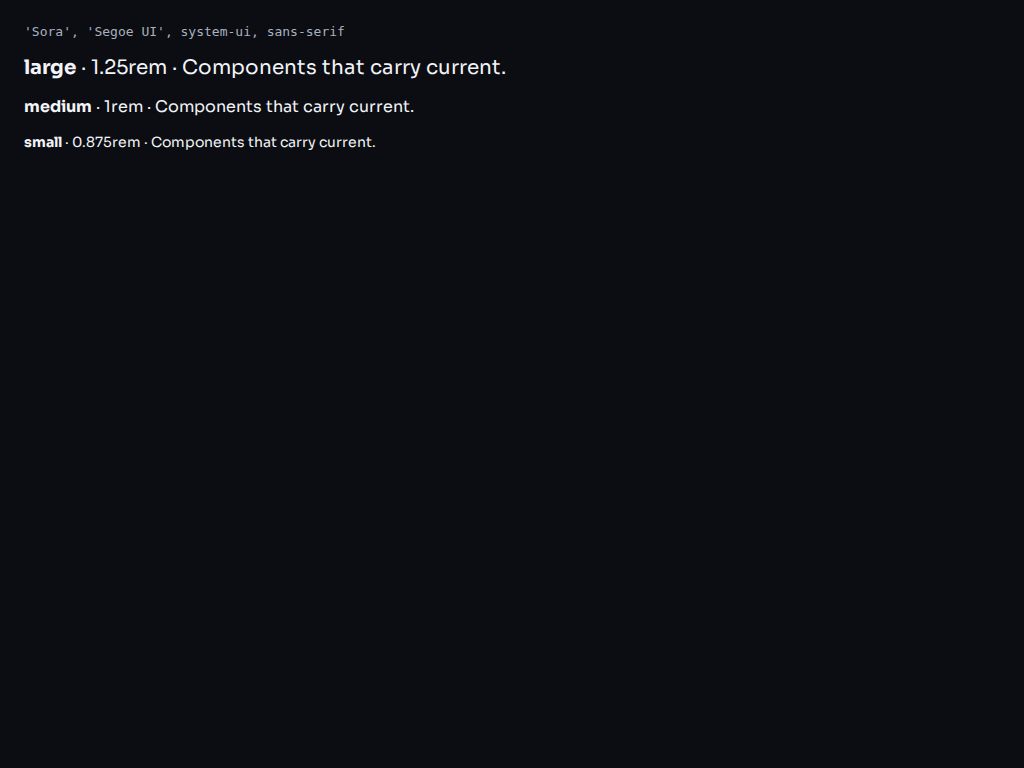 'Sora', 'Segoe UI', system-ui, sans-serif
large · 1.25rem · Components that carry current.
medium · 1rem · Components that carry current.
small · 0.875rem · Components that carry current.